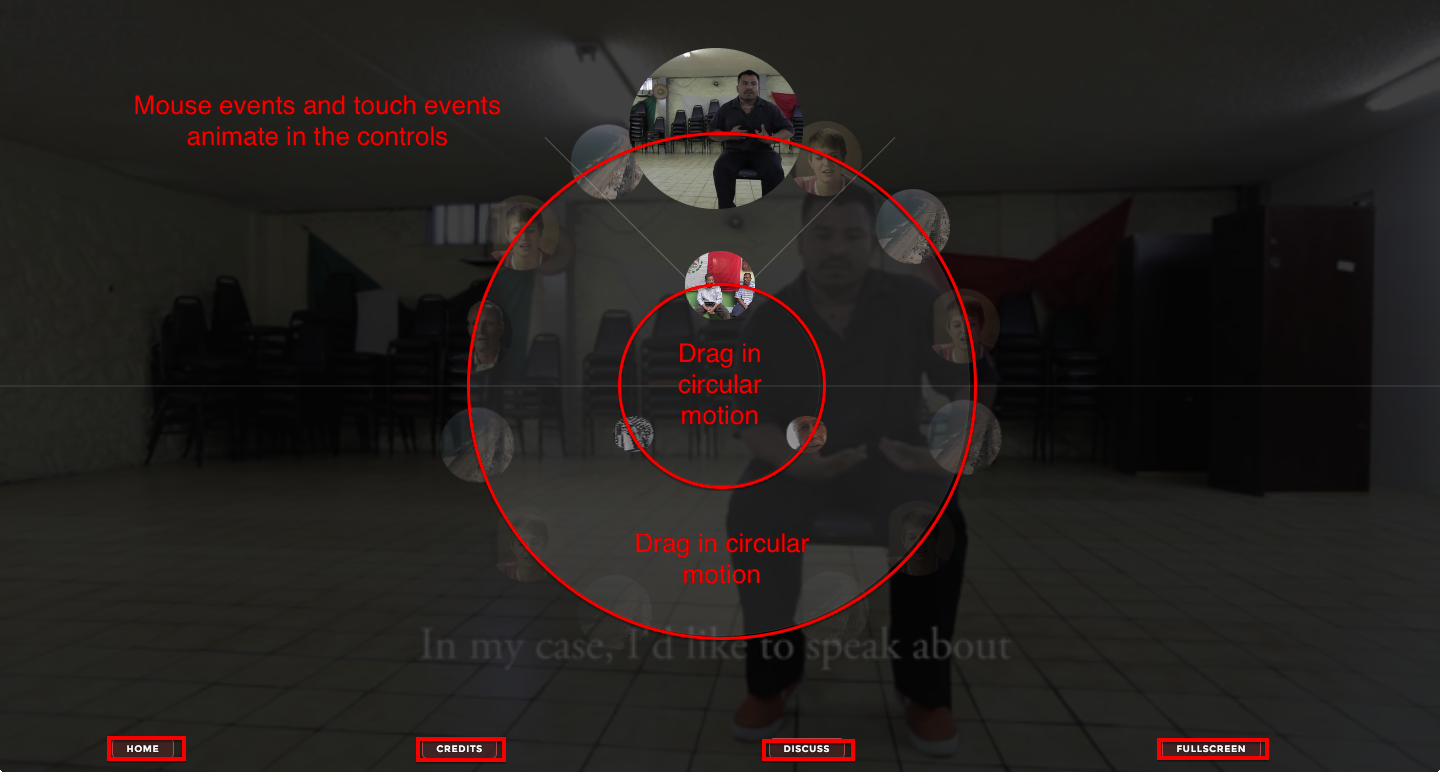 Mouse events and touch events
animate in the controls
Drag in
circular
motion
Drag in circular
motion
In my case, I'd like to speak about
HOME
CREDITS
DISCUSS
FULLSCREEN